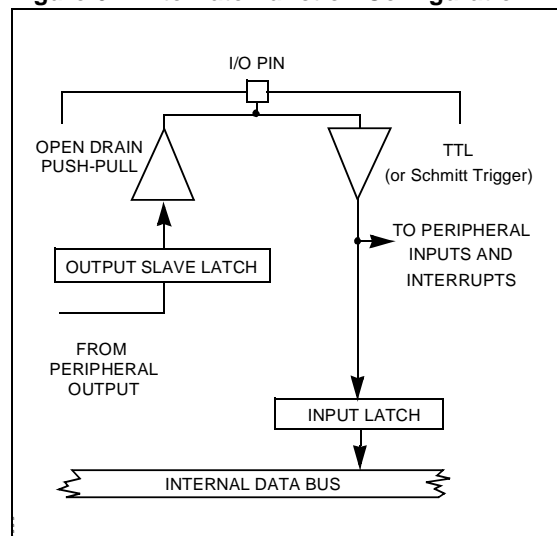 I/O PIN
OPEN DRAIN
PUSH-PULL
TTL
(or Schmitt Trigger)
TO PERIPHERAL
INPUTS AND
INTERRUPTS
OUTPUT SLAVE LATCH
FROM
PERIPHERAL
OUTPUT
INPUT LATCH
INTERNAL DATA BUS